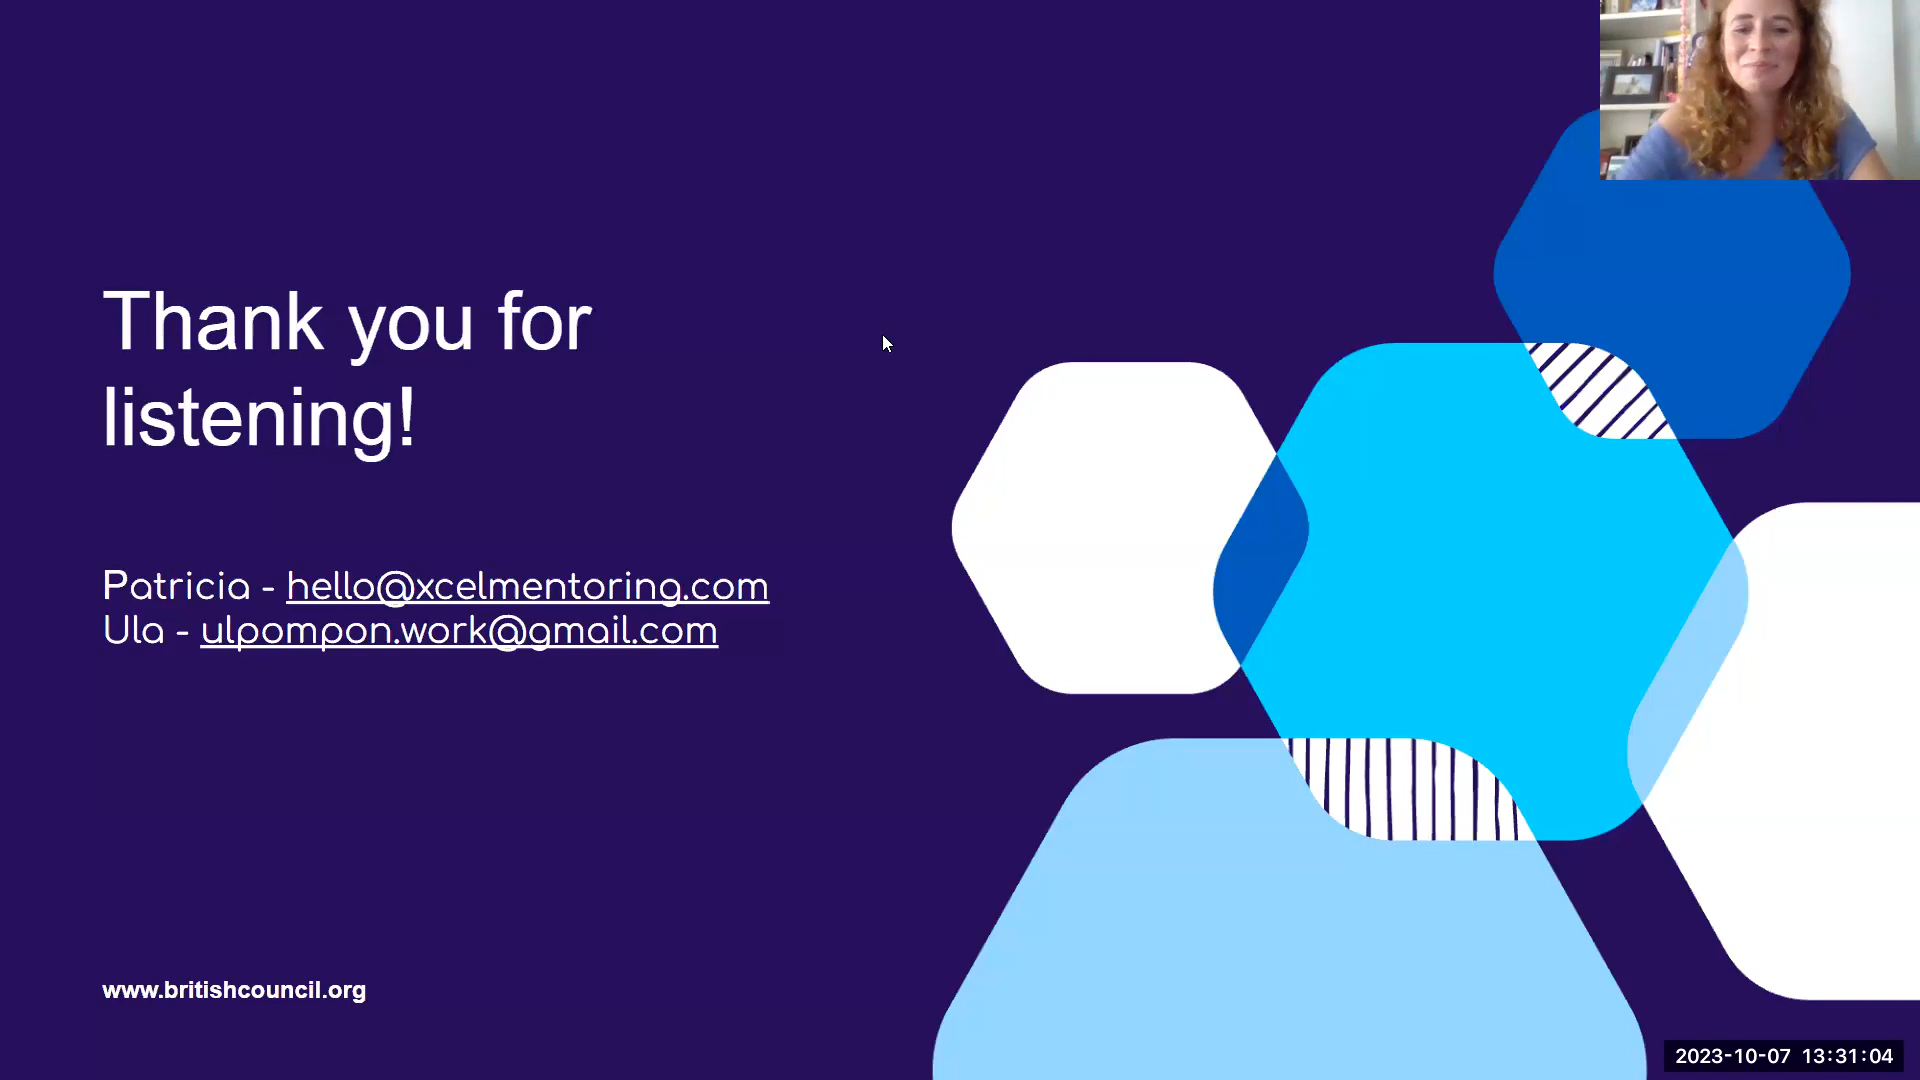 Thank you for
listening!
Patricia - hello@xcelmentoring.com
Ula - ulpompon.work@gmail.com
www.britishcouncil.org
2023-10-07 13:31:04